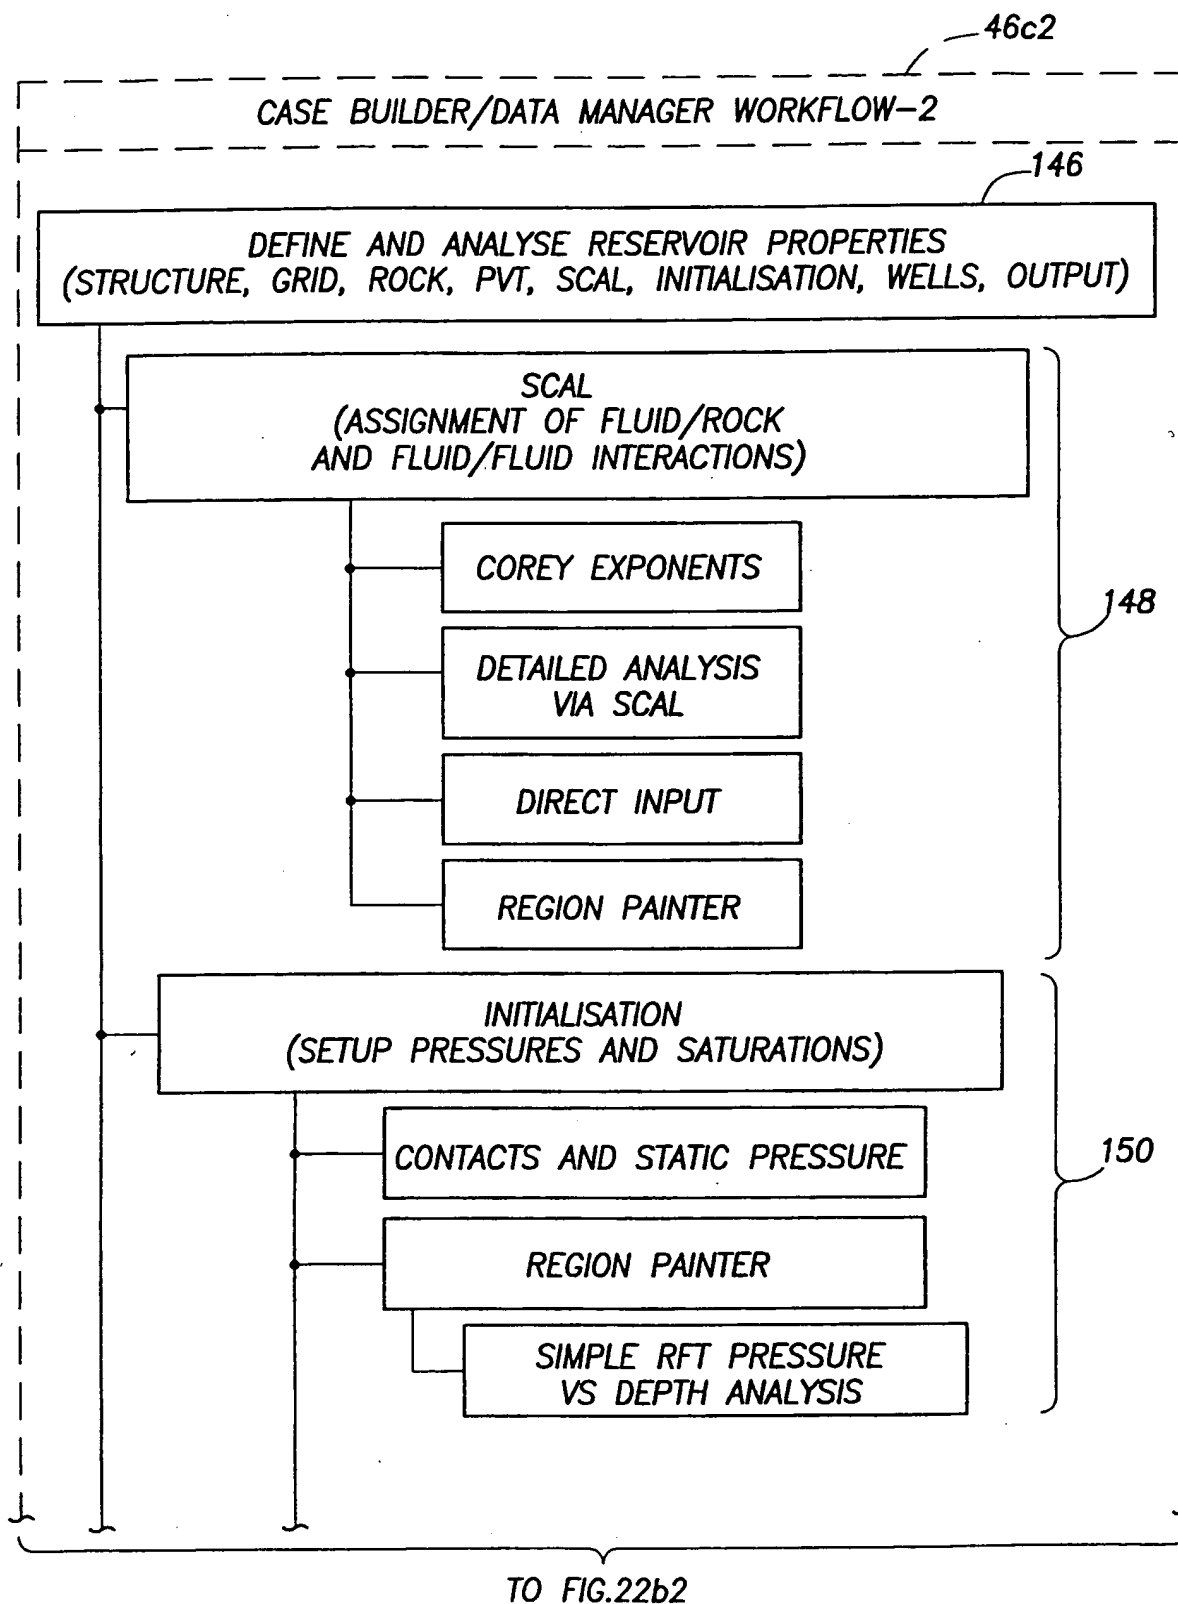 46c2
CASE BUILDER/DATA MANAGER WORKFLOW-2
146
DEFINE AND ANALYSE RESERVOIR PROPERTIES
(STRUCTURE, GRID, ROCK, PVT, SCAL, INITIALISATION, WELLS, OUTPUT)
SCAL
(ASSIGNMENT OF FLUID/ROCK
AND FLUID/FLUID INTERACTIONS)
COREY EXPONENTS
148
DETAILED ANALYSIS
VIA SCAL
DIRECT INPUT
REGION PAINTER
INITIALISATION
(SETUP PRESSURES AND SATURATIONS)
CONTACTS AND STATIC PRESSURE
150
REGION PAINTER
SIMPLE RFT PRESSURE
VS DEPTH ANALYSIS
TO FIG.22b2